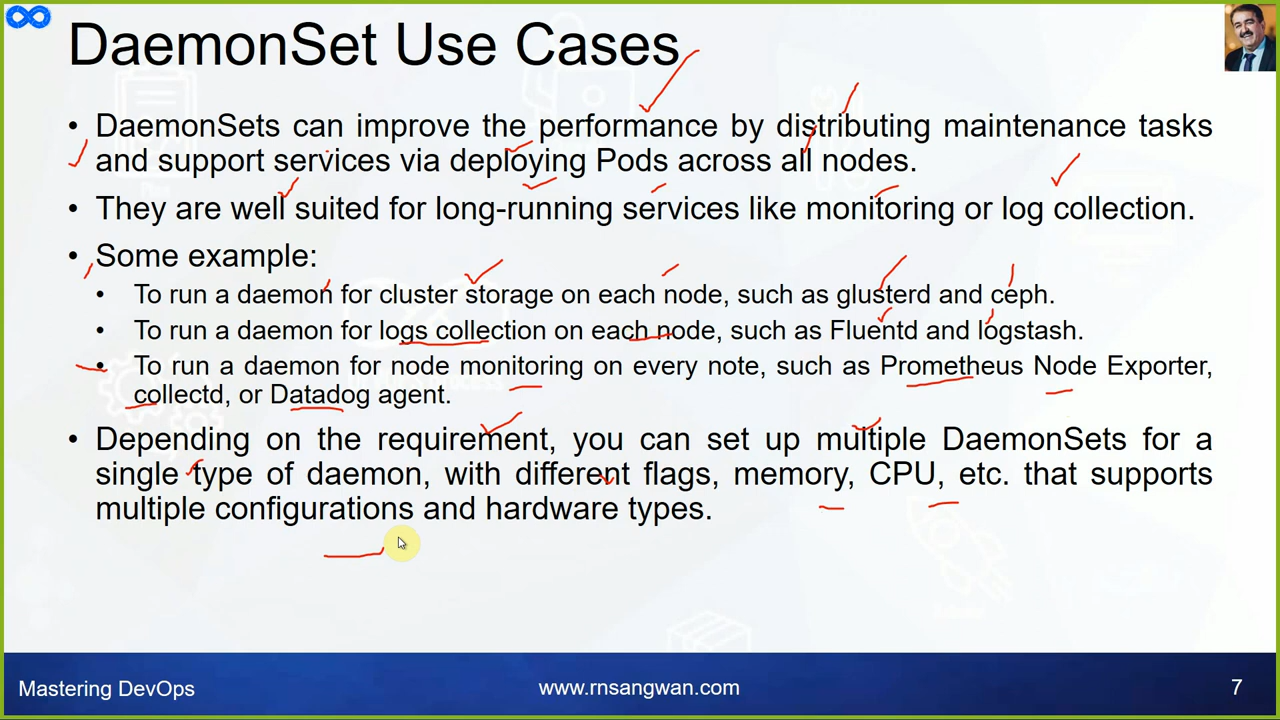 DaemonSet Use Cases
• DaemonSets can improve the performance by distributing maintenance tasks
and support services via deploying Pods across all nodes.
• They are well suited for long-running services like monitoring or log collection.
• Some example:
• To run a daemon for cluster storage on each node, such as glusterd and ceph.
• To run a daemon for logs collection on each node, such as Fluentd and logstash.
• To run a daemon for node monitoring on every note, such as Prometheus Node Exporter,
collectd, or Datadog agent.
• Depending on the requirement, you can set up multiple DaemonSets for a
single type of daemon, with different flags, memory, CPU, etc. that supports
multiple configurations and hardware types.
Mastering DevOps
www.rnsangwan.com
7